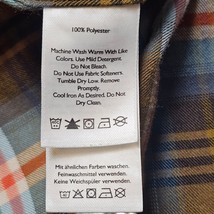 100% Polyester
Machine Wash Warm With Like
Colors. Use Mild Detergent.
Do Not Bleach.
Do Not Use Fabric Softeners.
Tumble Dry Low. Remove
Promptly.
Cool Iron As Desired. Do Not
Dry Clean.
Mit ähnlichen Farben waschen.
Feinwaschmittel verwenden.
Keine Weichspüler verwenden.